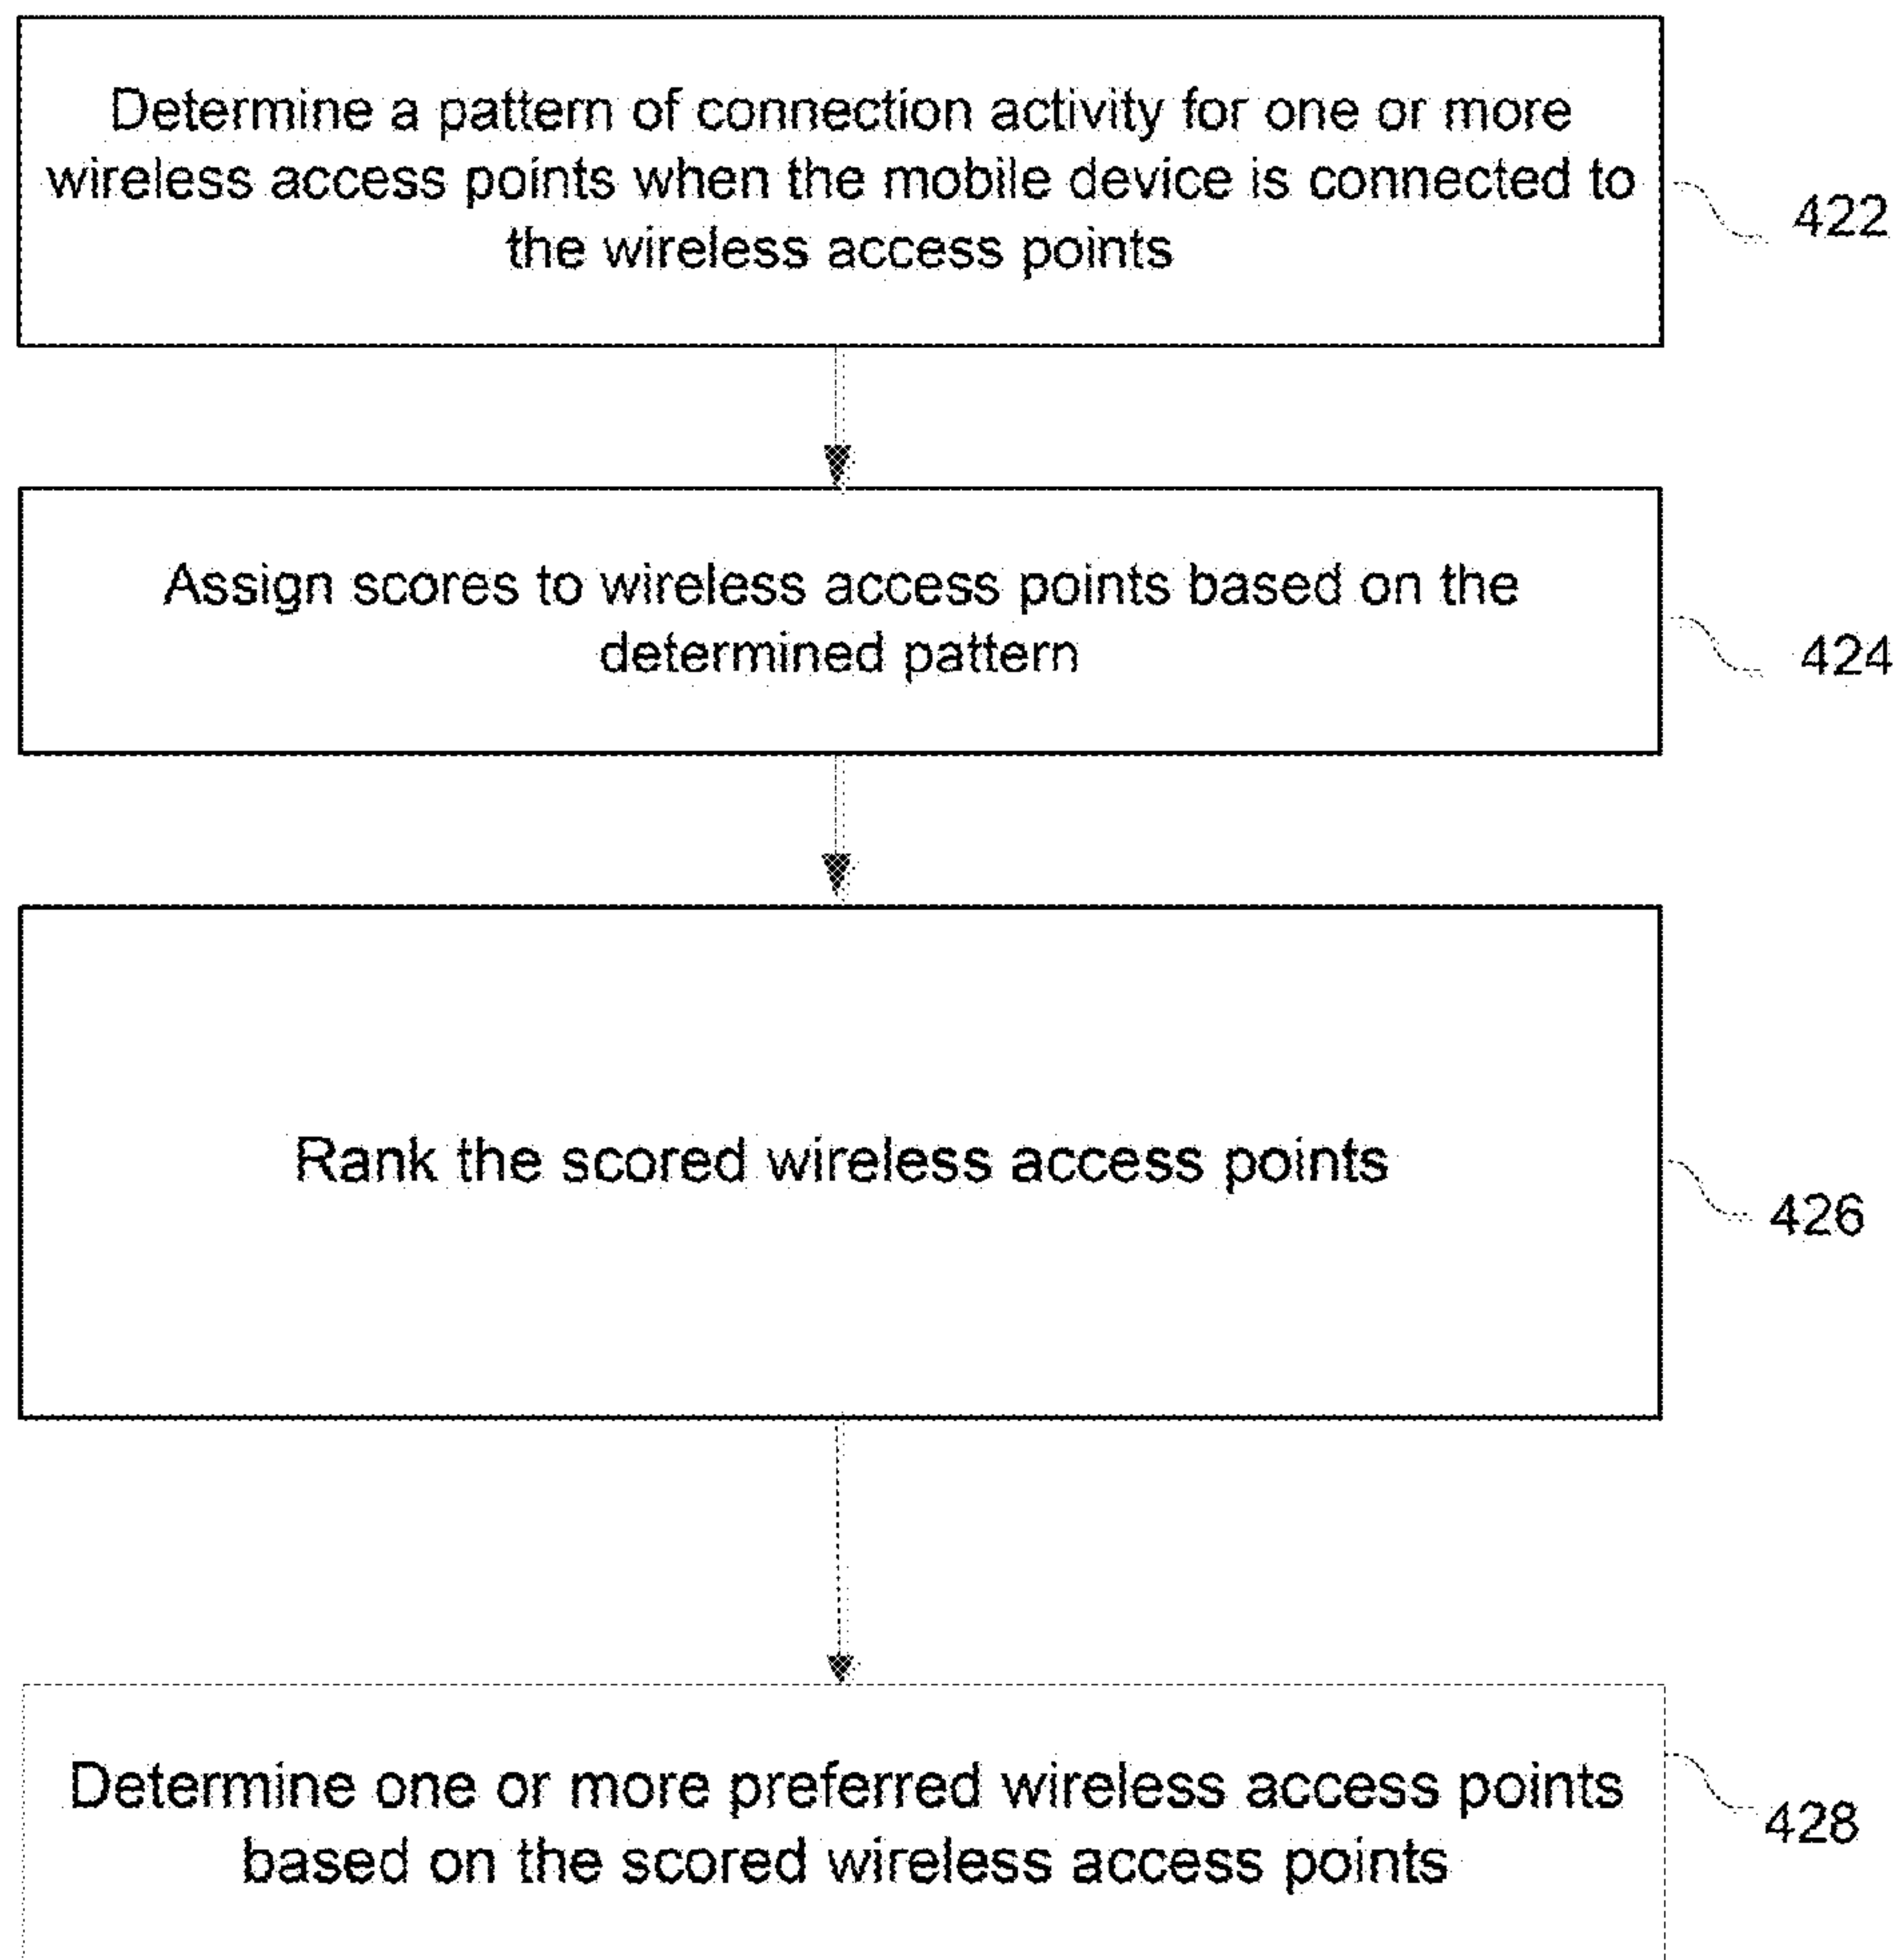 Determine a pattern of connection activity for one or more
wireless access points when the mobile device is connected to
the wireless access points
422
Assign scores to wireless access points based on the
determined pattern
424
Rank the scored wireless access points
426
Determine one or more preferred wireless access points
based on the scored wireless access points
428